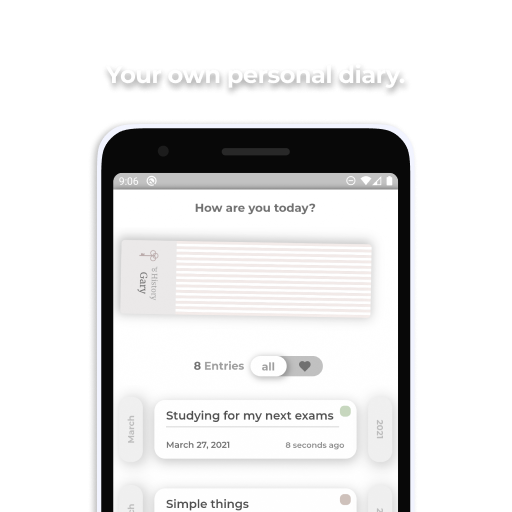 Your own personal diary.
9:06
How are you today?
's History
Gary
8 Entries
all
March
Studying for my next exams
March 27, 2021
8 seconds ago
2021
Simple things